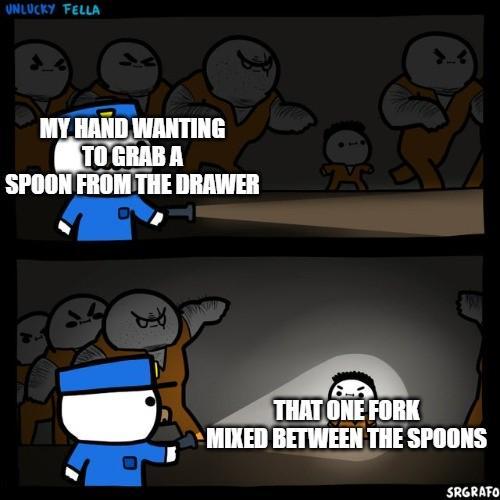 UNLUCKY FELLA
MY HAND WANTING
TO GRAB A
SPOON FROM THE DRAWER
THAT ONE FORK
MIXED BETWEEN THE SPOONS
SRGRAFO